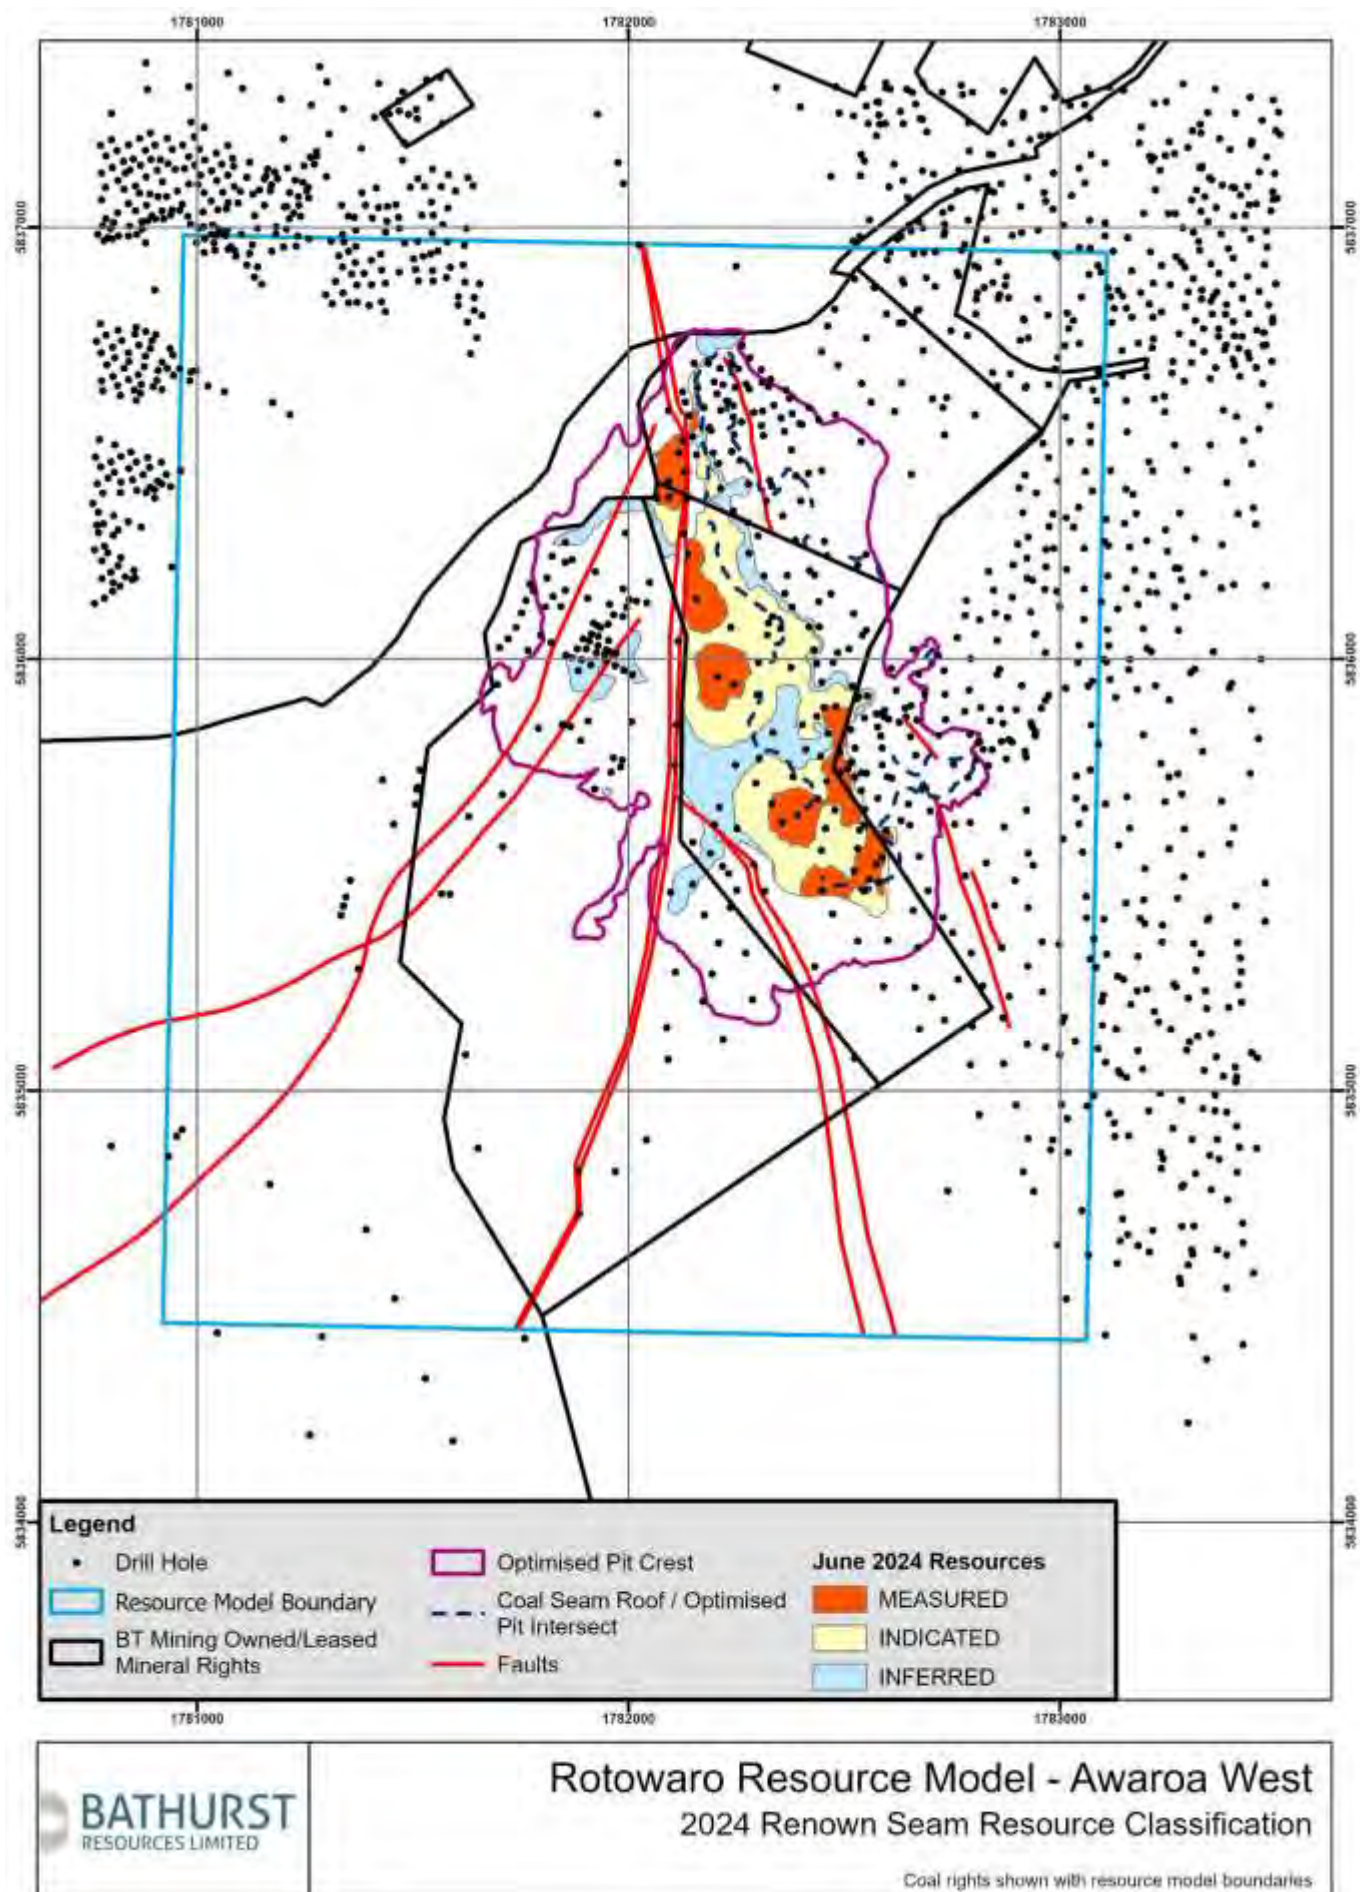 1781000
1782000
1783000
5837000
5837000
5836000
5836000
5835000
5835000
5834000
5834000
Legend
Drill Hole
Resource Model Boundary
BT Mining Owned/Leased
Mineral Rights
Optimised Pit Crest
Coal Seam Roof / Optimised
Pit Intersect
Faults
June 2024 Resources
MEASURED
INDICATED
INFERRED
1781000
1782000
1783000
BATHURST
RESOURCES LIMITED
Rotowaro Resource Model - Awaroa West
2024 Renown Seam Resource Classification
Coal rights shown with resource model boundaries